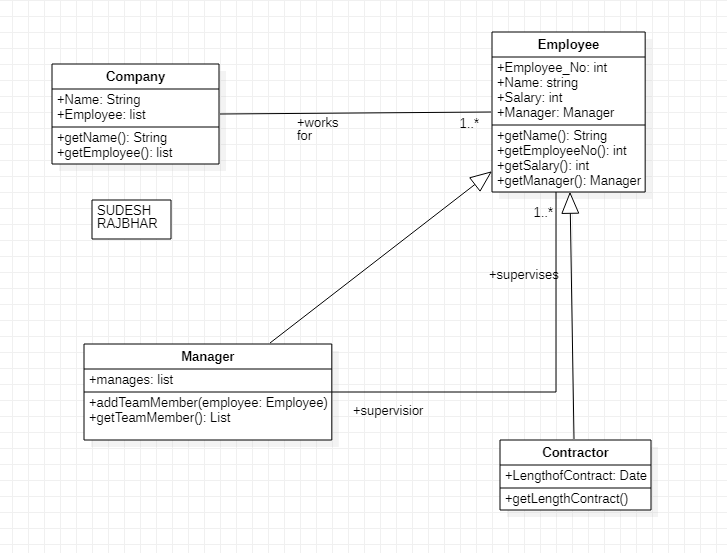 Company
+Name: String
+Employee: list
+getName(): String
+getEmployee(): list
Employee
+Employee_No: int
+Name: string
+Salary: int
+Manager: Manager
+getName(): String
+getEmployeeNo(): int
+getSalary(): int
+getManager(): Manager
+works
for
1..*
SUDESH
RAJBHAR
1..*
+supervises
Manager
+manages: list
+addTeamMember(employee: Employee)
+getTeamMember(): List
+supervisior
Contractor
+LengthofContract: Date
+getLengthContract()